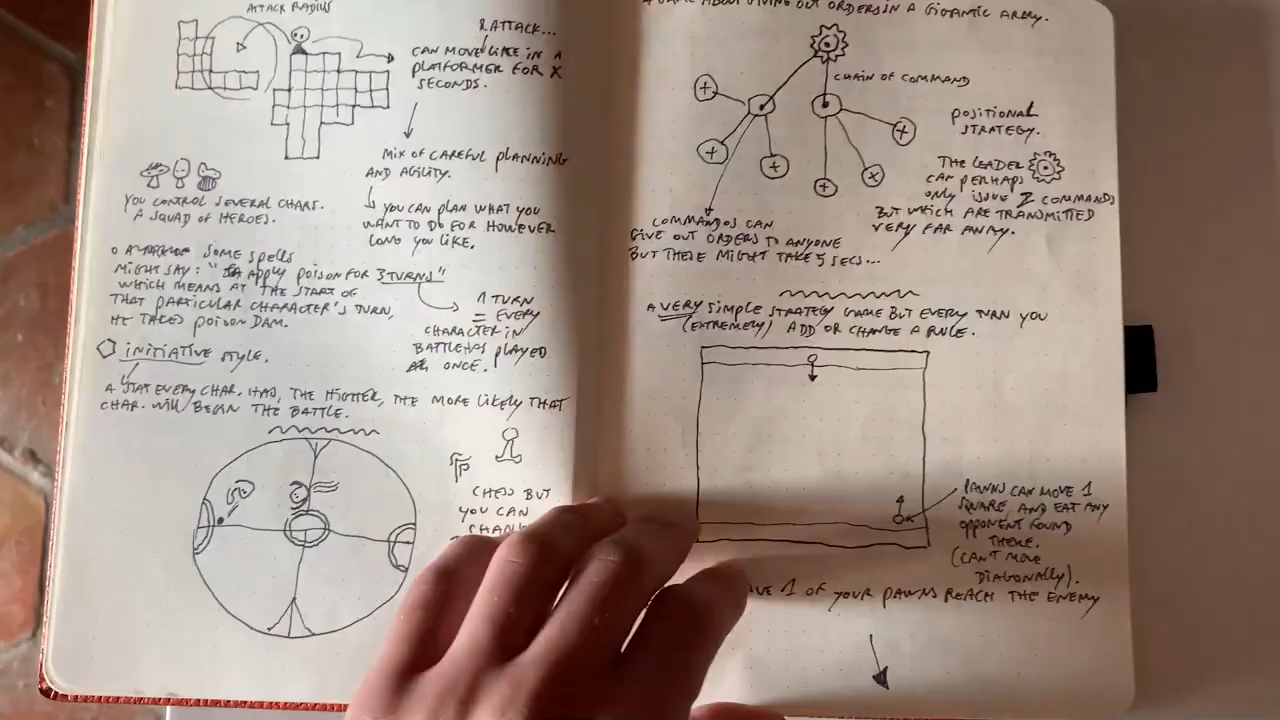 ATTACK RADIUS
& ATTACK...
CAN MOVE LIKE IN A
PLATFORMER FOR X
SECONDS.
MIX OF CAREFUL PLANNING
AND AGILITY.
YOU CAN PLAN WHAT YOU
WANT TO DO FOR HOWEVER
LONG YOU LIKE.
YOU CONTROL SEVERAL CHARS.
A SQUAD OF HEROES.
SOME SPELLS
MIGHT SAY: "APPLY POISON FOR 3 TURNS"
WHICH MEANS AT THE START OF
THAT PARTICULAR CHARACTER'S TURN,
HE TAKES POISON DAM.
1 TURN
= EVERY
CHARACTER IN
BATTLE HAS PLAYED
ONCE.
INITIATIVE STYLE.
A STAT EVERY CHAR. HAS, THE HIGHER, THE MORE LIKELY THAT
CHAR. WILL BEGIN THE BATTLE.
CHESS BUT
YOU CAN
A GAME ABOUT GIVING OUT ORDERS IN A GIGANTIC ARMY.
CHAIN OF COMMAND
POSITIONAL
STRATEGY.
THE LEADER
CAN PERHAPS
ONLY ISSUE 2 COMMANDS
BUT WHICH ARE TRANSMITTED
VERY FAR AWAY.
COMMANDOS CAN
GIVE OUT ORDERS TO ANYONE
BUT THESE MIGHT TAKE 5 SECS...
A VERY SIMPLE STRATEGY GAME BUT EVERY TURN YOU
(EXTREMELY) ADD OR CHANGE A RULE.
PAWNS CAN MOVE 1
SQUARE, AND EAT ANY
OPPONENT FOUND
THERE.
(CAN'T MOVE
DIAGONALLY).
1 OF YOUR PAWNS REACH THE ENEMY